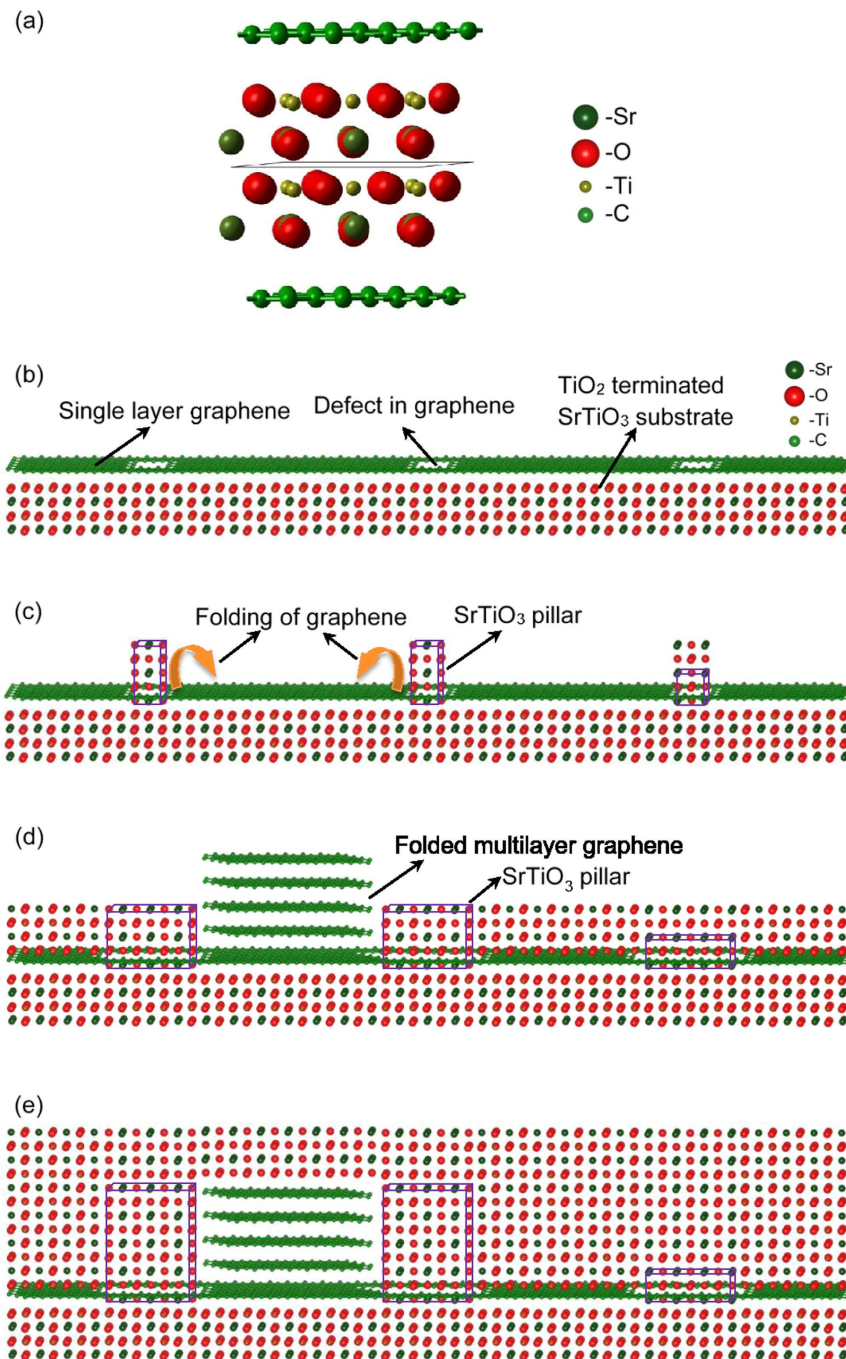 (a)
-Sr
-O
-Ti
-C
(b)
Single layer graphene
Defect in graphene
TiO₂ terminated
SrTiO₃ substrate
-Sr
-O
-Ti
-C
(c)
Folding of graphene
SrTiO₃ pillar
(d)
Folded multilayer graphene
SrTiO₃ pillar
(e)